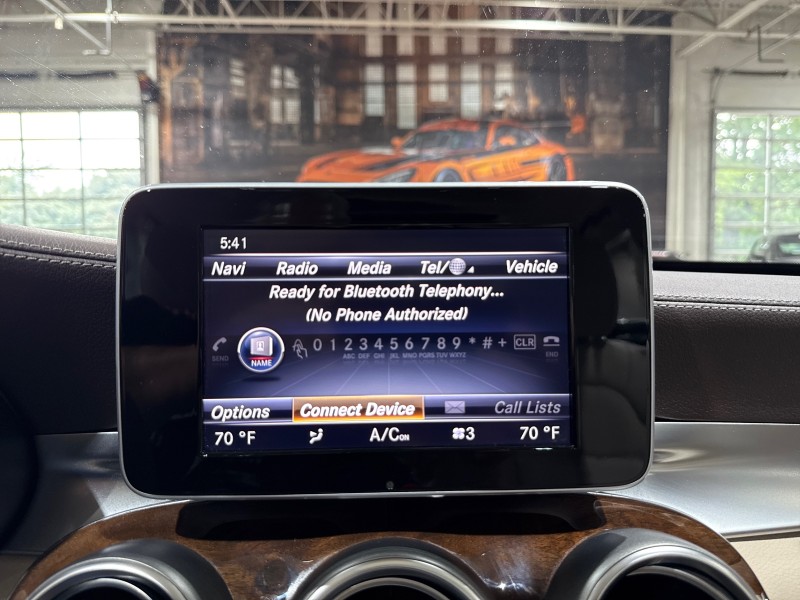 5:41
Navi Radio Media Tel/ Vehicle
Ready for Bluetooth Telephony...
(No Phone Authorized)
SEND NAME 0 1 2 3 4 5 6 7 8 9 * # + CLR END
ABC DEF GHI JKL MNO PQRS TUV WXYZ
Options Connect Device Call Lists
70 °F A/C ON 3 70 °F